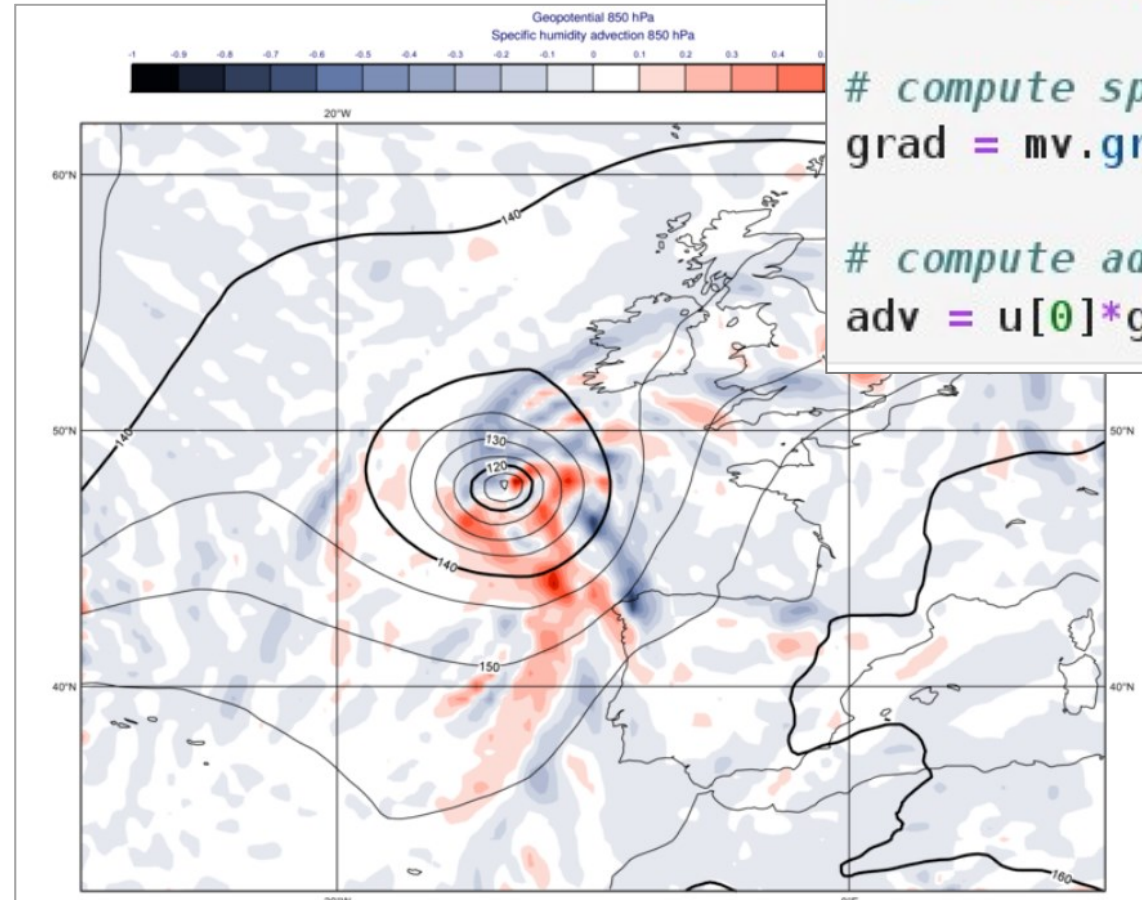 Geopotential 850 hPa
Specific humidity advection 850 hPa
-1 -0.9 -0.8 -0.7 -0.6 -0.5 -0.4 -0.3 -0.2 -0.1 0 0.1 0.2 0.3 0.4
20°W
60°N
140
140
50°N
50°N
130
120
140
150
40°N
40°N
160
# compute sp
grad = mv.gr
# compute ad
adv = u[0]*g